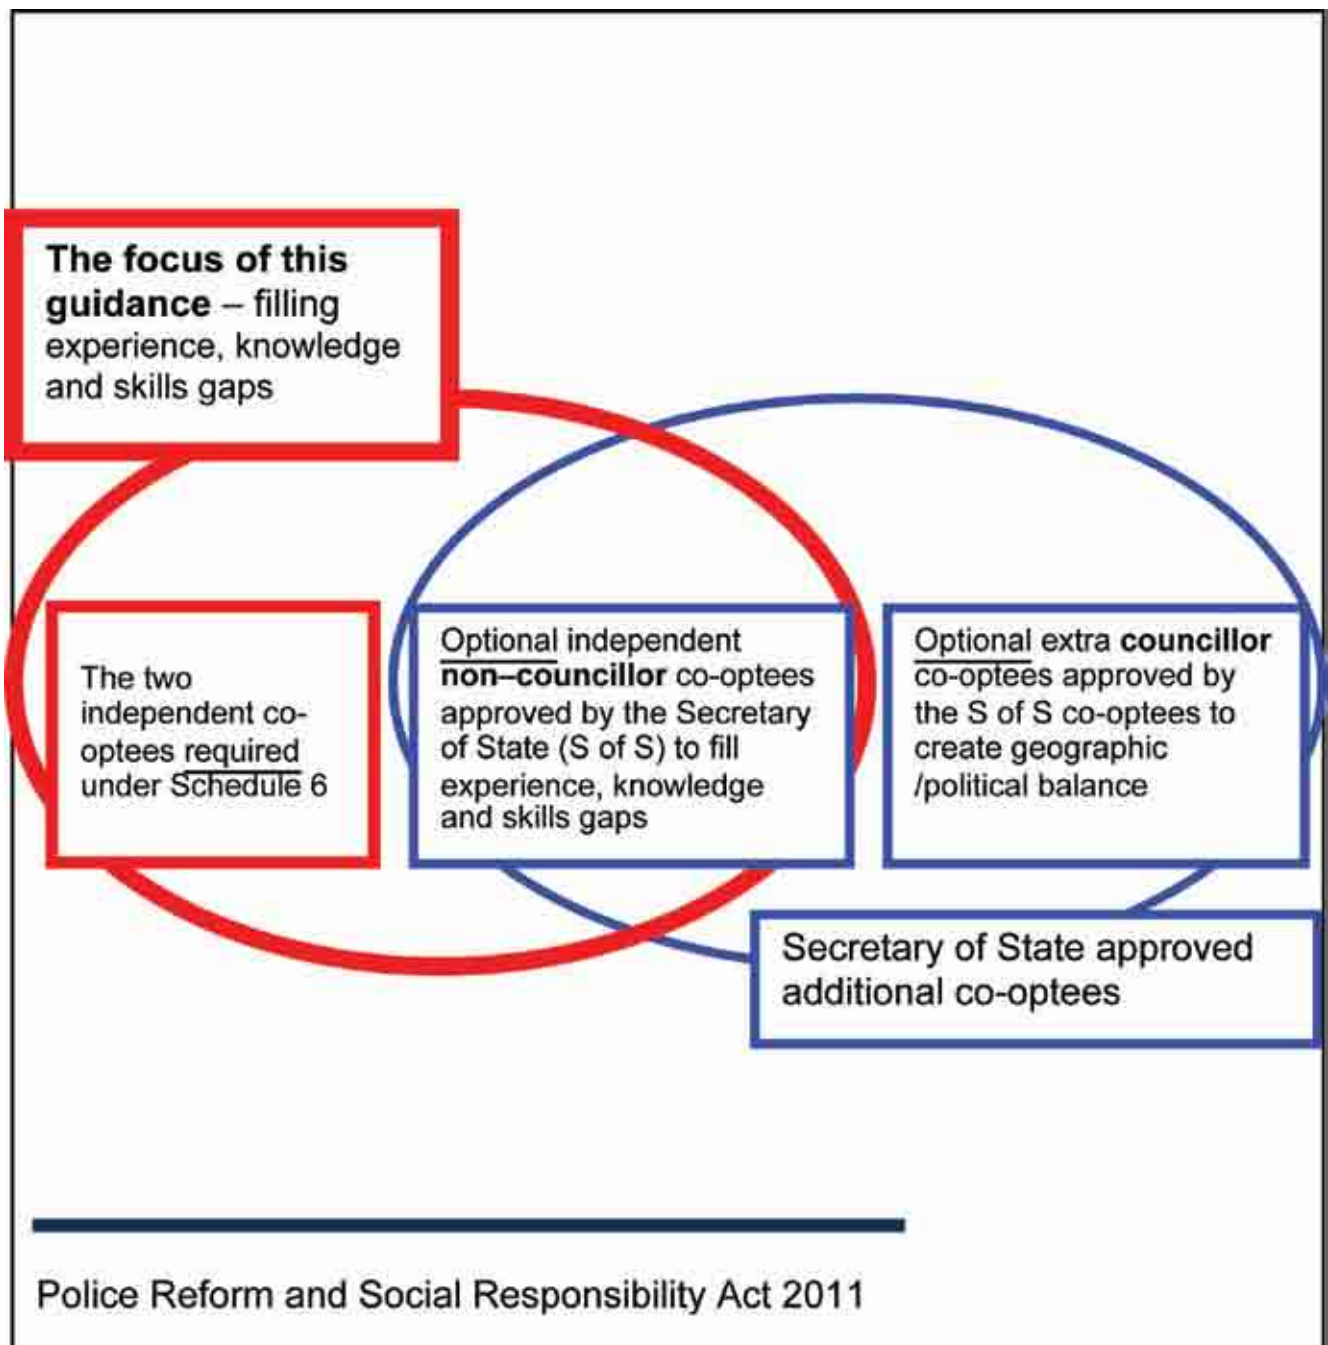 The focus of this
guidance – filling
experience, knowledge
and skills gaps
The two
independent co-
optees required
under Schedule 6
Optional independent
non–councillor co-optees
approved by the Secretary
of State (S of S) to fill
experience, knowledge
and skills gaps
Optional extra councillor
co-optees approved by
the S of S co-optees to
create geographic
/political balance
Secretary of State approved
additional co-optees
Police Reform and Social Responsibility Act 2011